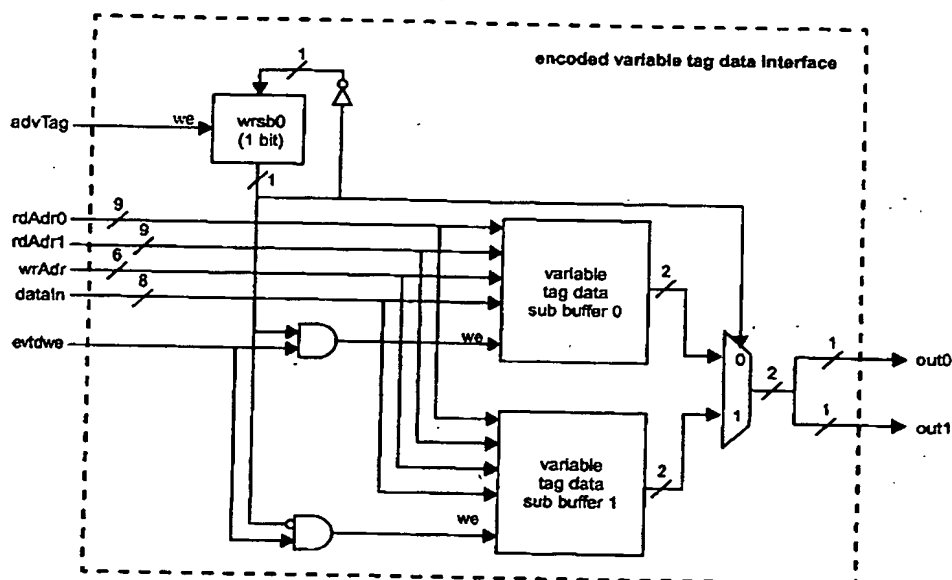 encoded variable tag data interface
1
advTag
we
wrsb0
(1 bit)
1
rdAdr0
9
rdAdr1
9
wrAdr
6
dataIn
8
evtdwe
variable
tag data
sub buffer 0
we
2
0
1
2
1
out0
1
out1
variable
tag data
sub buffer 1
we
2